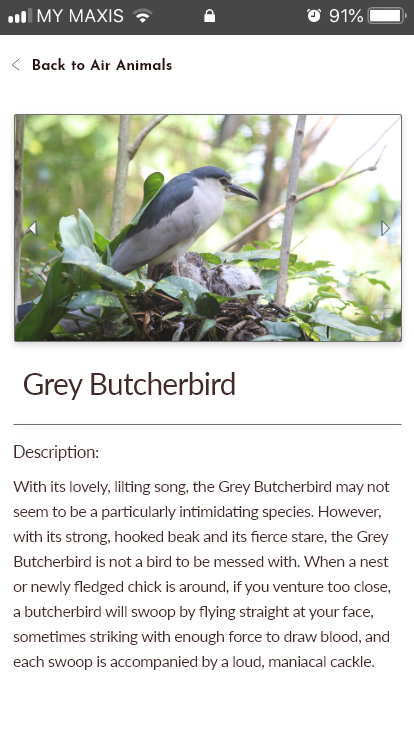 MY MAXIS 91%
Back to Air Animals
Grey Butcherbird
Description:
With its lovely, lilting song, the Grey Butcherbird may not
seem to be a particularly intimidating species. However,
with its strong, hooked beak and its fierce stare, the Grey
Butcherbird is not a bird to be messed with. When a nest
or newly fledged chick is around, if you venture too close,
a butcherbird will swoop by flying straight at your face,
sometimes striking with enough force to draw blood, and
each swoop is accompanied by a loud, maniacal cackle.